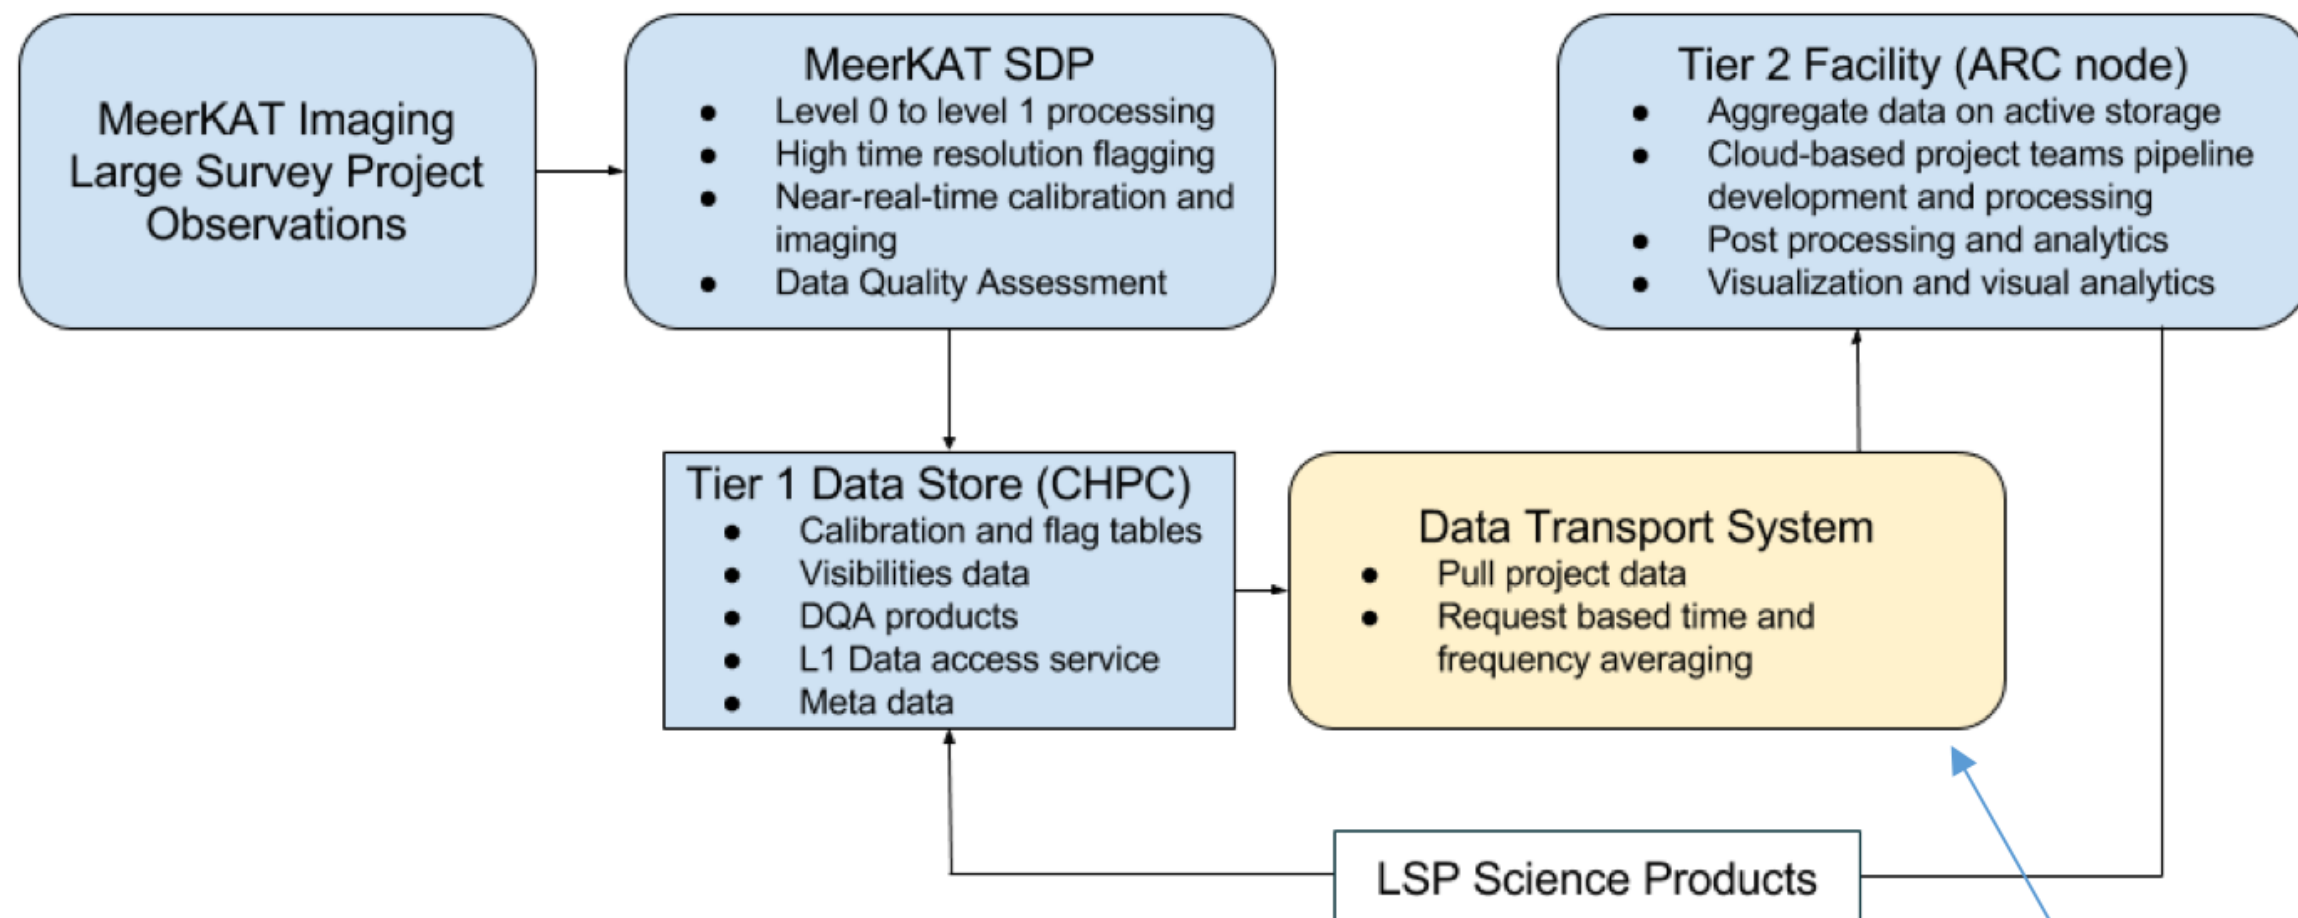 MeerKAT Imaging
Large Survey Project
Observations
MeerKAT SDP
● Level 0 to level 1 processing
● High time resolution flagging
● Near-real-time calibration and
imaging
● Data Quality Assessment
Tier 2 Facility (ARC node)
● Aggregate data on active storage
● Cloud-based project teams pipeline
development and processing
● Post processing and analytics
● Visualization and visual analytics
Tier 1 Data Store (CHPC)
● Calibration and flag tables
● Visibilities data
● DQA products
● L1 Data access service
● Meta data
Data Transport System
● Pull project data
● Request based time and
frequency averaging
LSP Science Products